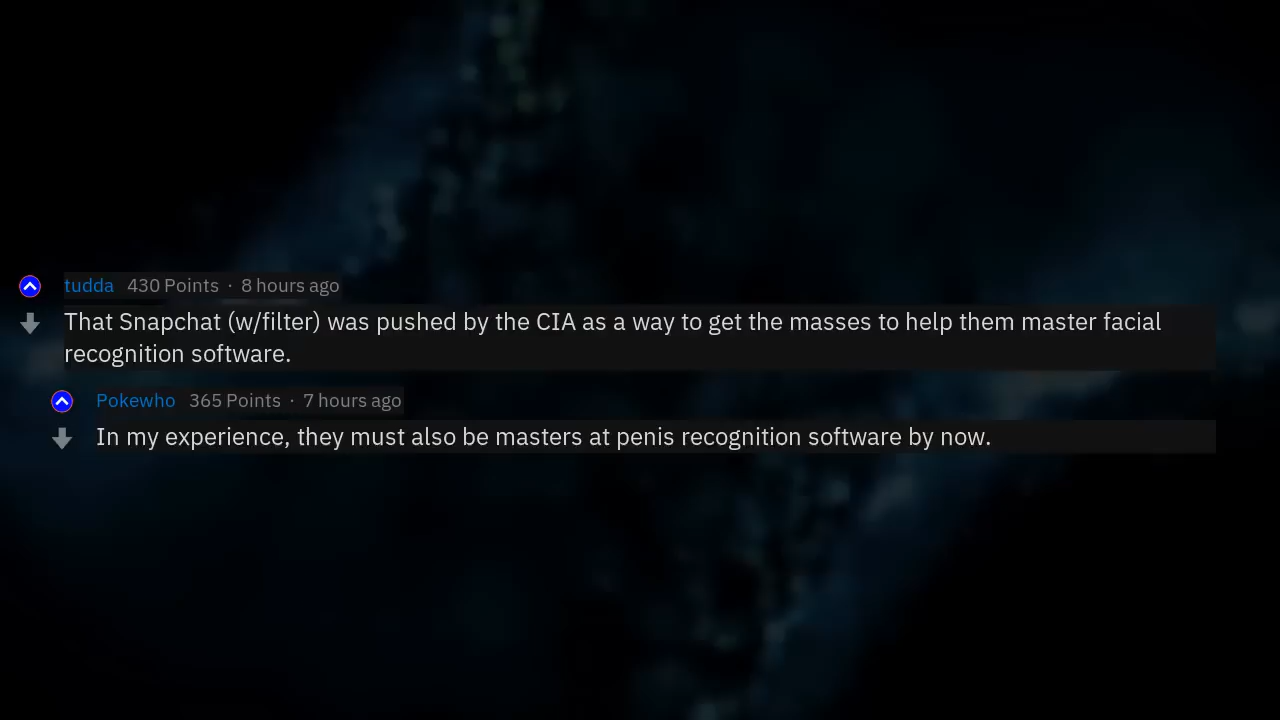 tudda 430 Points · 8 hours ago
That Snapchat (w/filter) was pushed by the CIA as a way to get the masses to help them master facial
recognition software.
Pokewho 365 Points · 7 hours ago
In my experience, they must also be masters at penis recognition software by now.